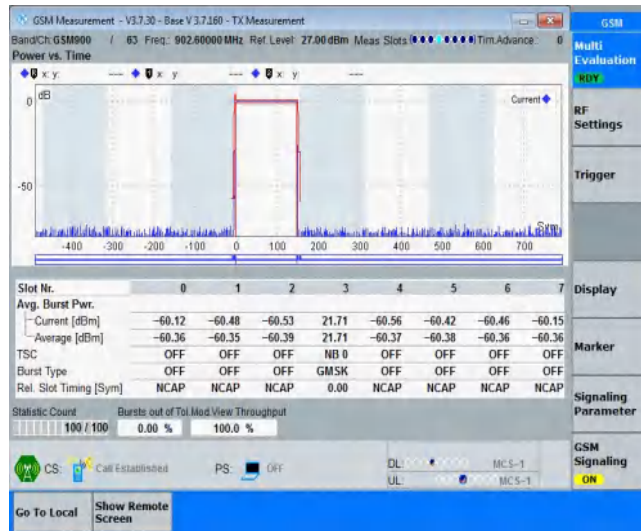 GSM Measurement - V3.7.30 - Base V 3.7.160 - TX Measurement
GSM
Band/Ch: GSM900 / 63 Freq.: 902.60000 MHz Ref. Level: 27.00 dBm Meas Slots Tim.Advance: 0
Power vs. Time
Multi Evaluation
RDY
x: y: --- x: y: --- x: y: ---
dB
Current
0
-50
Sym
-400 -300 -200 -100 0 100 200 300 400 500 600 700
RF Settings
Trigger
Slot Nr. 0 1 2 3 4 5 6 7
Avg. Burst Pwr.
Current [dBm] -60.12 -60.48 -60.53 21.71 -60.56 -60.42 -60.46 -60.15
Average [dBm] -60.36 -60.35 -60.39 21.71 -60.37 -60.38 -60.36 -60.36
TSC OFF OFF OFF NB 0 OFF OFF OFF OFF
Burst Type OFF OFF OFF GMSK OFF OFF OFF OFF
Rel. Slot Timing [Sym] NCAP NCAP NCAP 0.00 NCAP NCAP NCAP NCAP
Display
Marker
Signaling Parameter
Statistic Count Bursts out of Tol. Mod.View Throughput
100 / 100 0.00 % 100.0 %
CS: Call Established PS: OFF
DL: MCS-1
UL: MCS-1
GSM Signaling
ON
Go To Local
Show Remote Screen